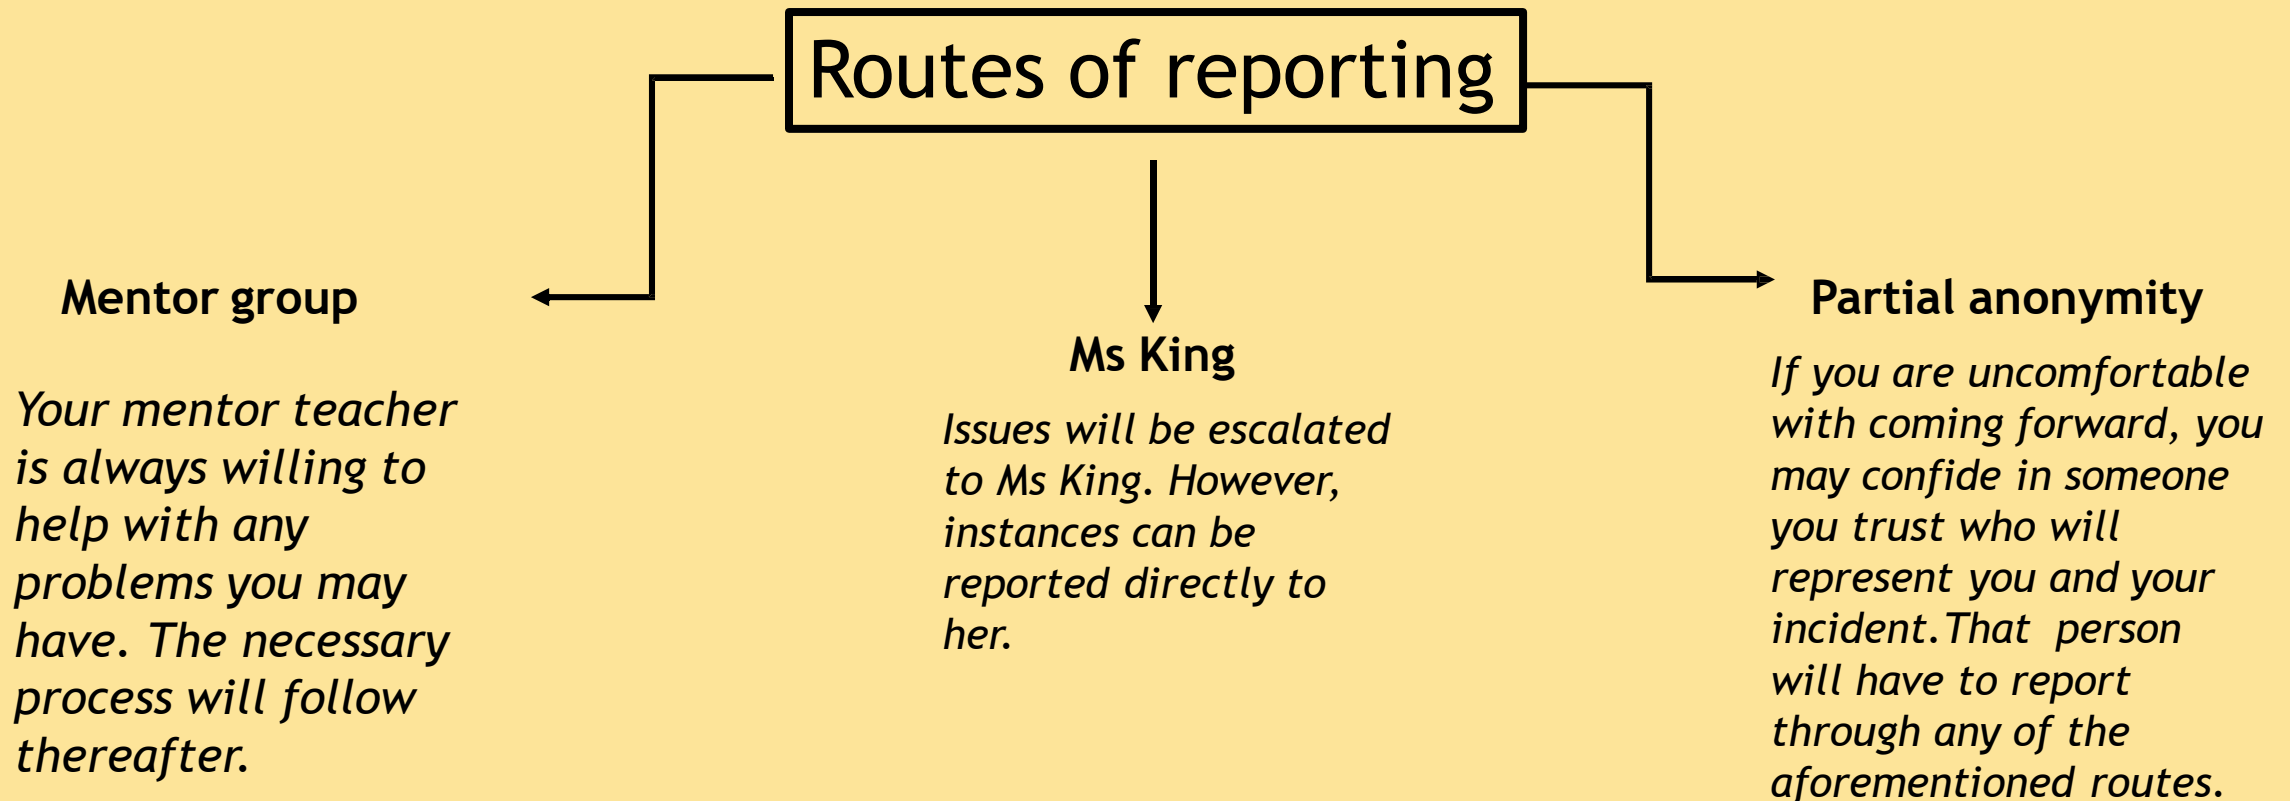 Routes of reporting
Mentor group
Your mentor teacher
is always willing to
help with any
problems you may
have. The necessary
process will follow
thereafter.
Ms King
Issues will be escalated
to Ms King. However,
instances can be
reported directly to
her.
Partial anonymity
If you are uncomfortable
with coming forward, you
may confide in someone
you trust who will
represent you and your
incident.That person
will have to report
through any of the
aforementioned routes.